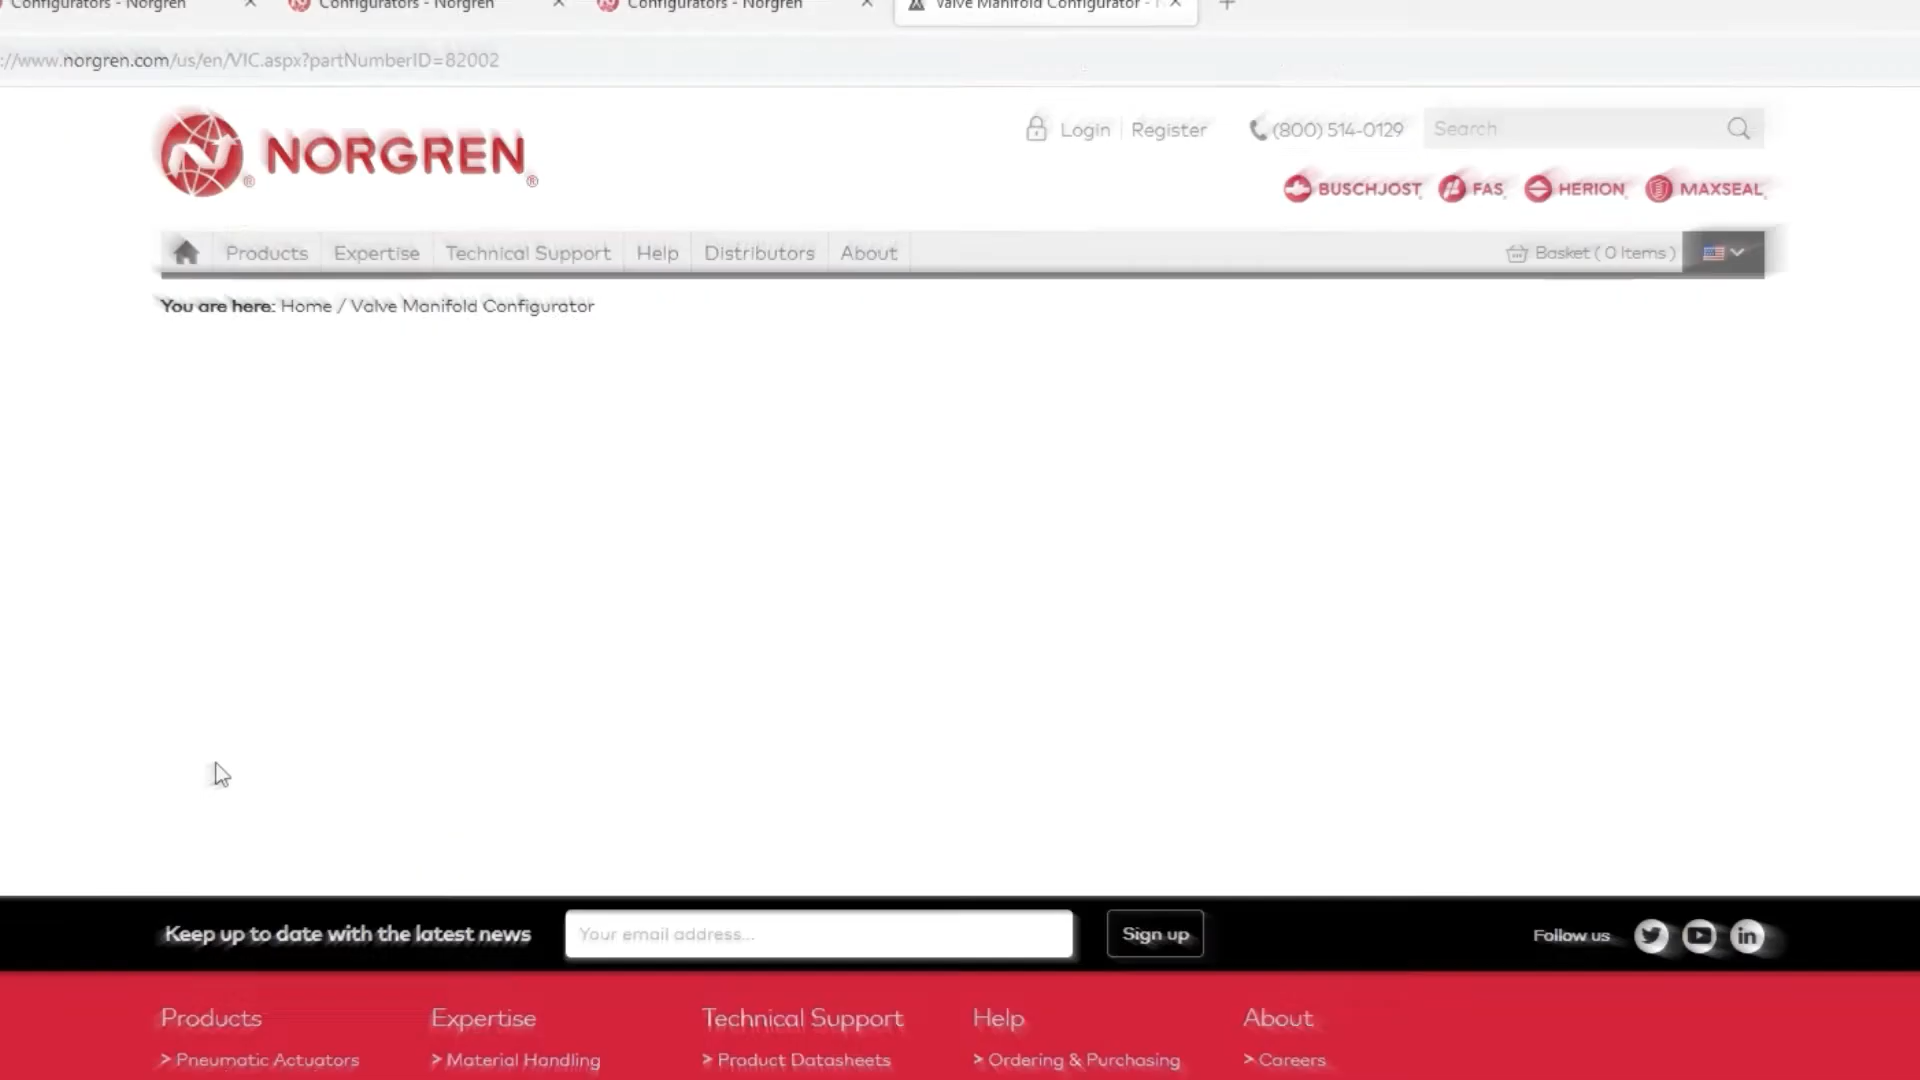 Configurators - Norgren
Configurators - Norgren
Configurators - Norgren
Valve Manifold Configurator -
://www.norgren.com/us/en/VIC.aspx?partNumberID=82002
NORGREN®
Login Register (800) 514-0129 Search
BUSCHJOST FAS HERION MAXSEAL
Products Expertise Technical Support Help Distributors About Basket ( 0 Items )
You are here: Home / Valve Manifold Configurator
Keep up to date with the latest news Your email address... Sign up Follow us
Products Expertise Technical Support Help About
> Pneumatic Actuators > Material Handling > Product Datasheets > Ordering & Purchasing > Careers